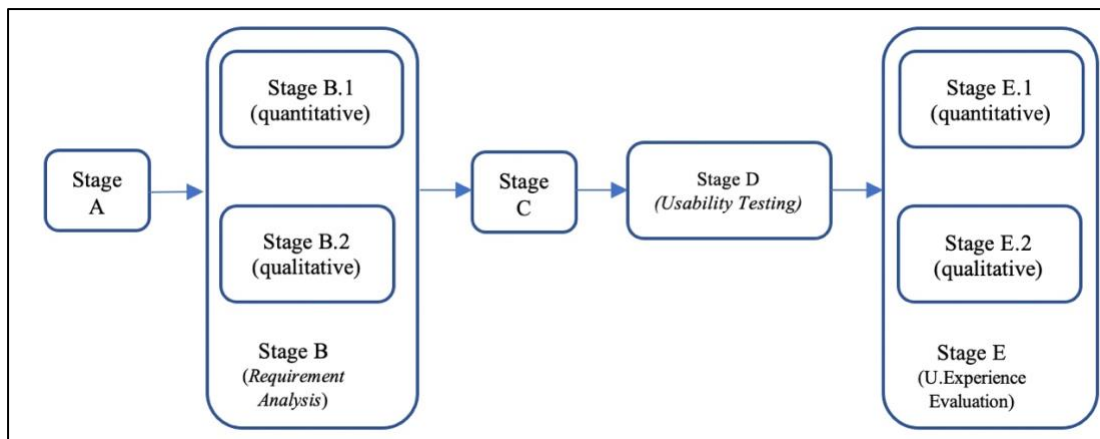 Stage
A
Stage B.1
(quantitative)
Stage B.2
(qualitative)
Stage B
(Requirement
Analysis)
Stage
C
Stage D
(Usability Testing)
Stage E.1
(quantitative)
Stage E.2
(qualitative)
Stage E
(U.Experience
Evaluation)